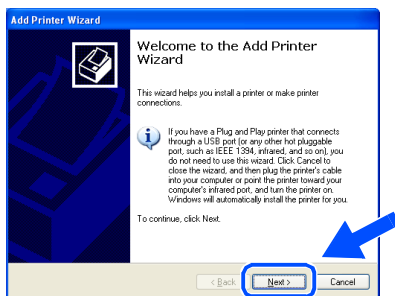 Add Printer Wizard
Welcome to the Add Printer
Wizard
This wizard helps you install a printer or make printer
connections.
If you have a Plug and Play printer that connects
through a USB port (or any other hot pluggable
port, such as IEEE 1394, infrared, and so on), you
do not need to use this wizard. Click Cancel to
close the wizard, and then plug the printer's cable
into your computer or point the printer toward your
computer's infrared port, and turn the printer on.
Windows will automatically install the printer for you.
To continue, click Next.
< Back
Next >
Cancel